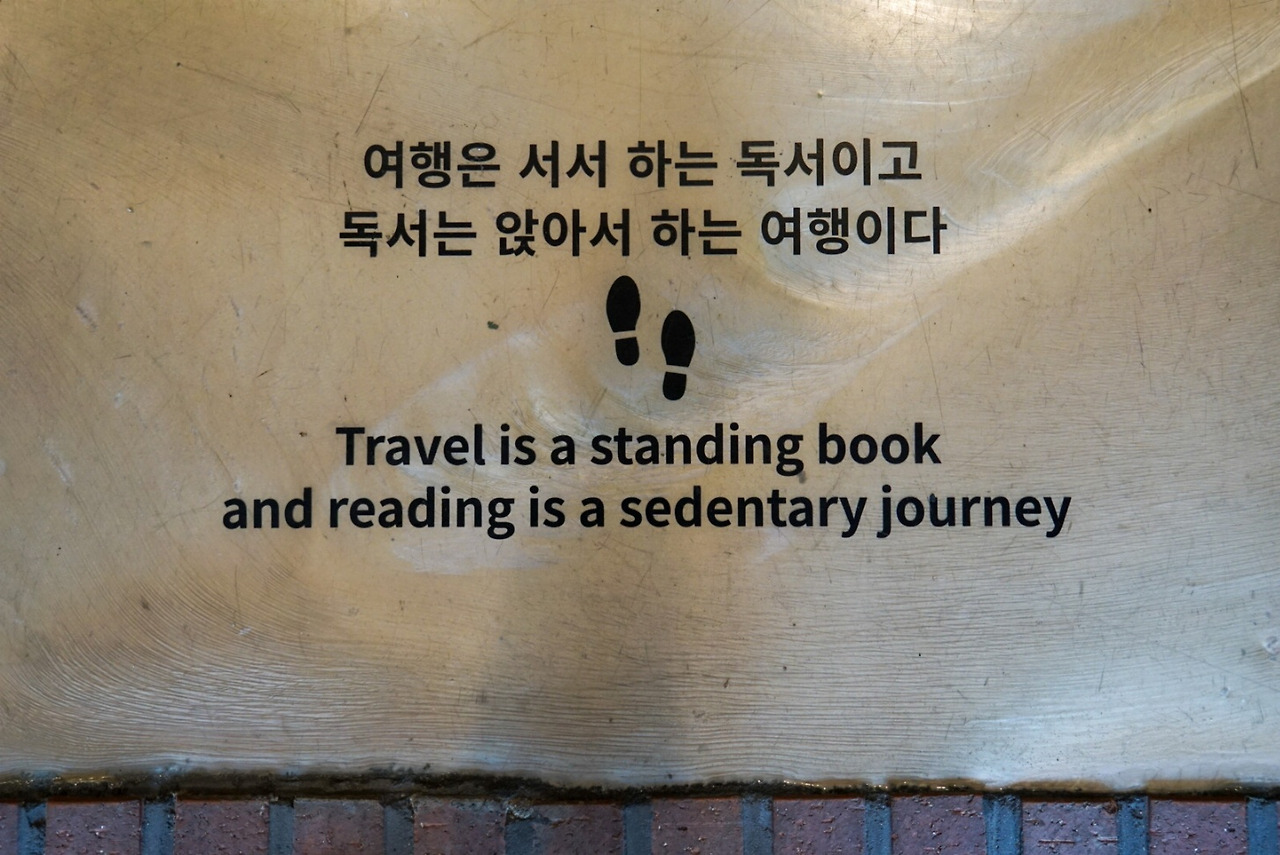 여행은 서서 하는 독서이고
독서는 앉아서 하는 여행이다
Travel is a standing book
and reading is a sedentary journey